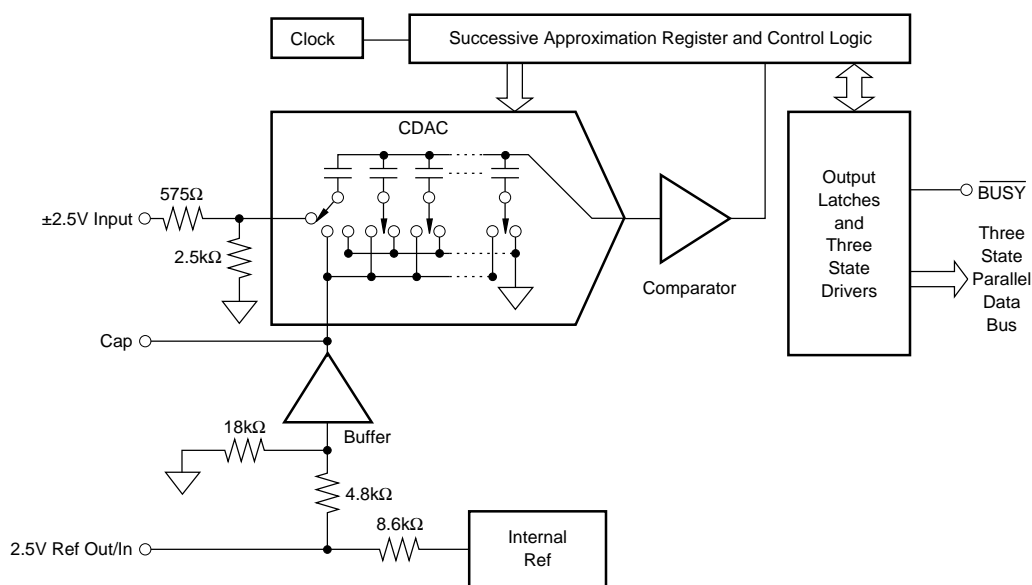 Clock
Successive Approximation Register and Control Logic
CDAC
575Ω
±2.5V Input
2.5kΩ
Comparator
Output
Latches
and
Three
State
Drivers
BUSY
Three
State
Parallel
Data
Bus
Cap
Buffer
18kΩ
4.8kΩ
8.6kΩ
2.5V Ref Out/In
Internal
Ref